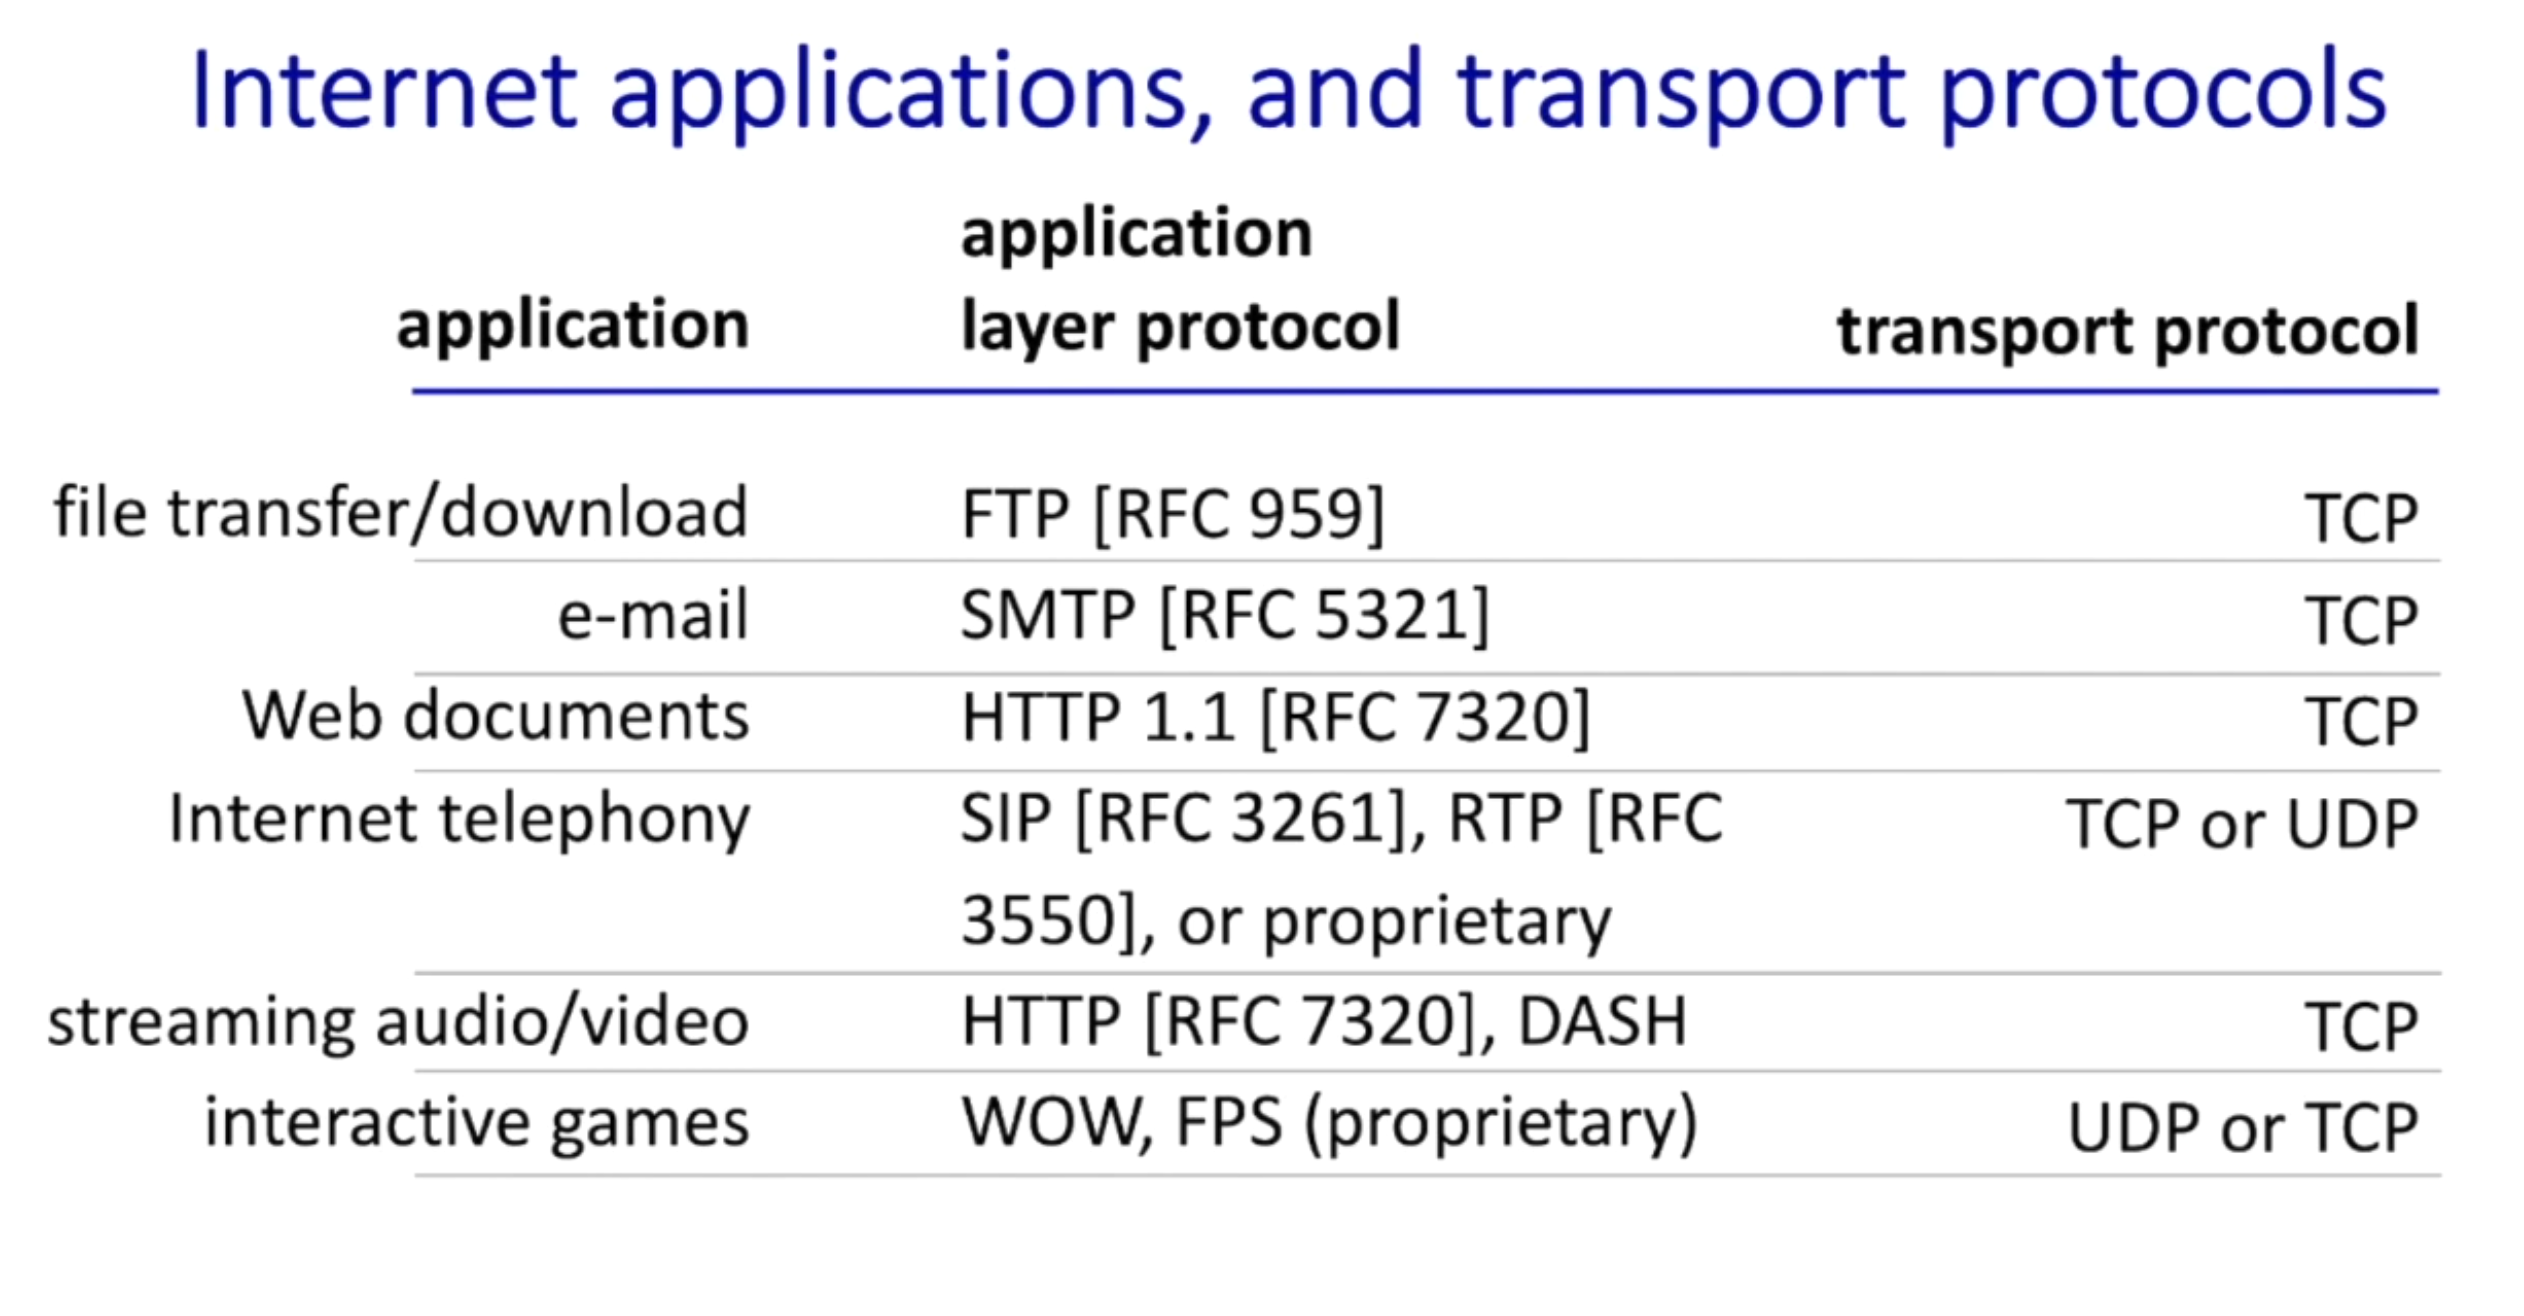 Internet applications, and transport protocols
application
application layer protocol
transport protocol
file transfer/download FTP [RFC 959] TCP
e-mail SMTP [RFC 5321] TCP
Web documents HTTP 1.1 [RFC 7320] TCP
Internet telephony SIP [RFC 3261], RTP [RFC TCP or UDP
3550], or proprietary
streaming audio/video HTTP [RFC 7320], DASH TCP
interactive games WOW, FPS (proprietary) UDP or TCP